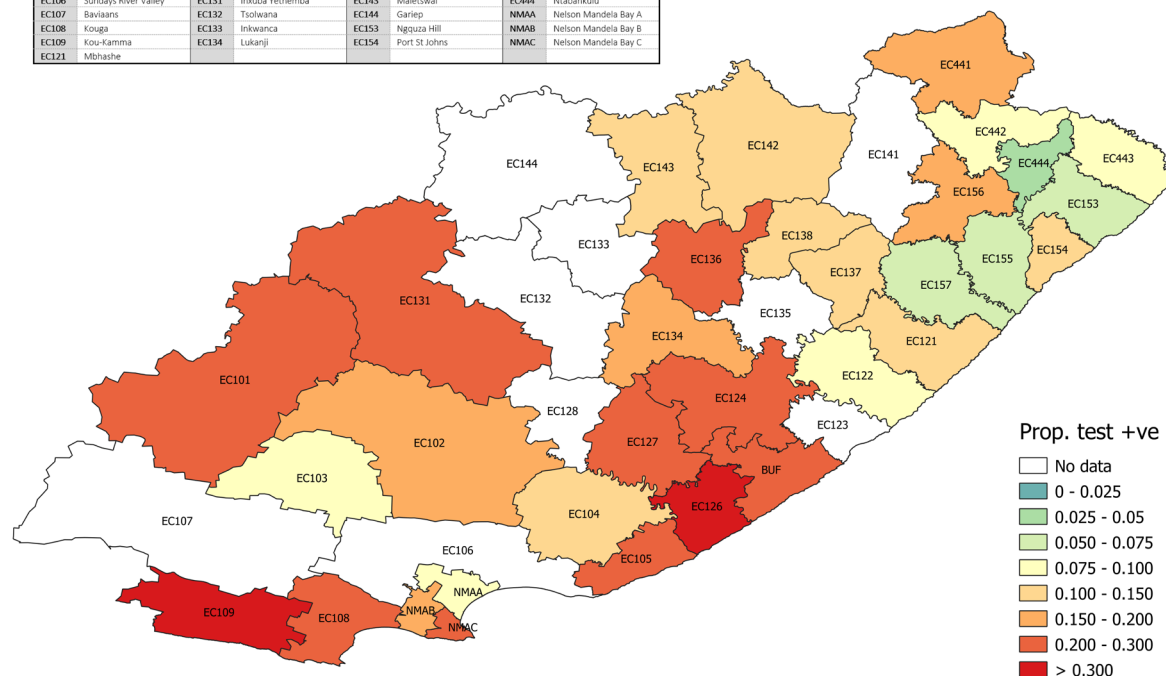 EC106 Sundays River Valley EC131 Inxuba Yethemba EC143 Maletswai EC444 Ntabankulu
EC107 Baviaans EC132 Tsolwana EC144 Gariep NMAA Nelson Mandela Bay A
EC108 Kouga EC133 Inkwanca EC153 Ngquza Hill NMAB Nelson Mandela Bay B
EC109 Kou-Kamma EC134 Lukanji EC154 Port St Johns NMAC Nelson Mandela Bay C
EC121 Mbhashe
EC441
EC442
EC142
EC141
EC443
EC144
EC143
EC444
EC156
EC153
EC138
EC133
EC154
EC136
EC155
EC137
EC157
EC132
EC131
EC135
EC134
EC121
EC122
EC101
EC124
EC128
EC123
EC102
EC127
BUF
EC103
EC126
EC104
EC107
EC106
EC105
NMAA
EC109
NMAB
EC108
NMAC
Prop. test +ve
No data
0 - 0.025
0.025 - 0.05
0.050 - 0.075
0.075 - 0.100
0.100 - 0.150
0.150 - 0.200
0.200 - 0.300
> 0.300